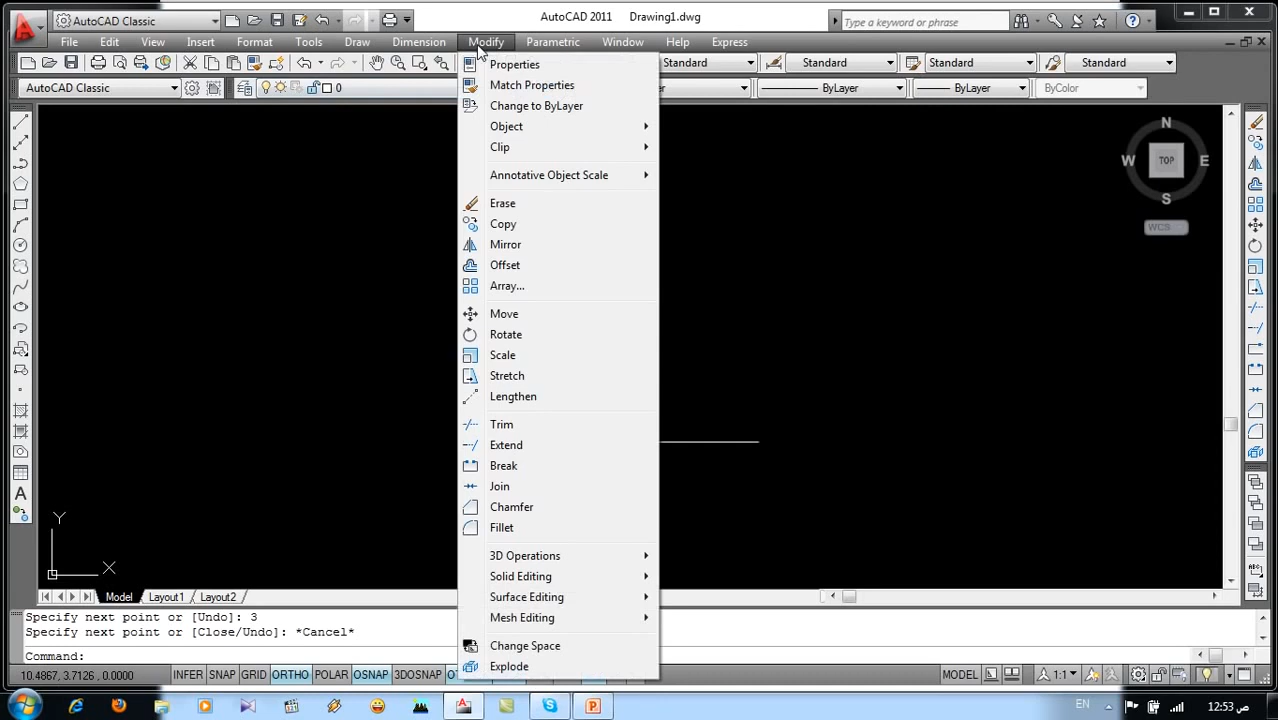 AutoCAD Classic
AutoCAD 2011 Drawing1.dwg
Type a keyword or phrase
File Edit View Insert Format Tools Draw Dimension Modify Parametric Window Help Express
Standard Standard Standard Standard
AutoCAD Classic
0
ByLayer ByLayer ByColor
Properties
Match Properties
Change to ByLayer
Object
Clip
Annotative Object Scale
Erase
Copy
Mirror
Offset
Array...
Move
Rotate
Scale
Stretch
Lengthen
Trim
Extend
Break
Join
Chamfer
Fillet
3D Operations
Solid Editing
Surface Editing
Mesh Editing
Change Space
Explode
N
W TOP E
S
WCS
A
Y
X
Model Layout1 Layout2
Specify next point or [Undo]: 3
Specify next point or [Close/Undo]: *Cancel*
Command:
10.4867, 3.7126, 0.0000 INFER SNAP GRID ORTHO POLAR OSNAP 3DOSNAP MODEL 1:1
EN 12:53 ص